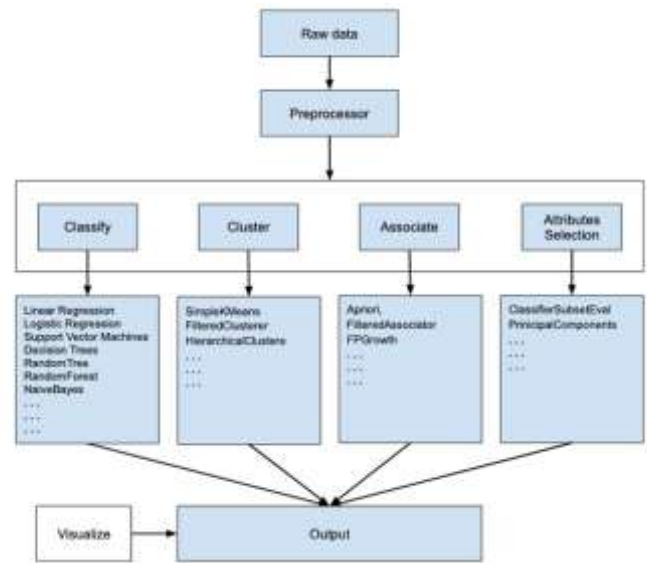 Raw data
Preprocessor
Classify
Cluster
Associate
Attributes
Selection
Linear Regression
Logistic Regression
Support Vector Machines
Decision Trees
RandomTree
RandomForest
NaiveBayes
. . .
. . .
. . .
SimpleKMeans
FilteredClusterer
HierarchicalClusters
. . .
. . .
. . .
Apriori,
FilteredAssociator
FPGrowth
. . .
. . .
. . .
ClassifierSubsetEval
PrinicipalComponents
. . .
. . .
. . .
Visualize
Output